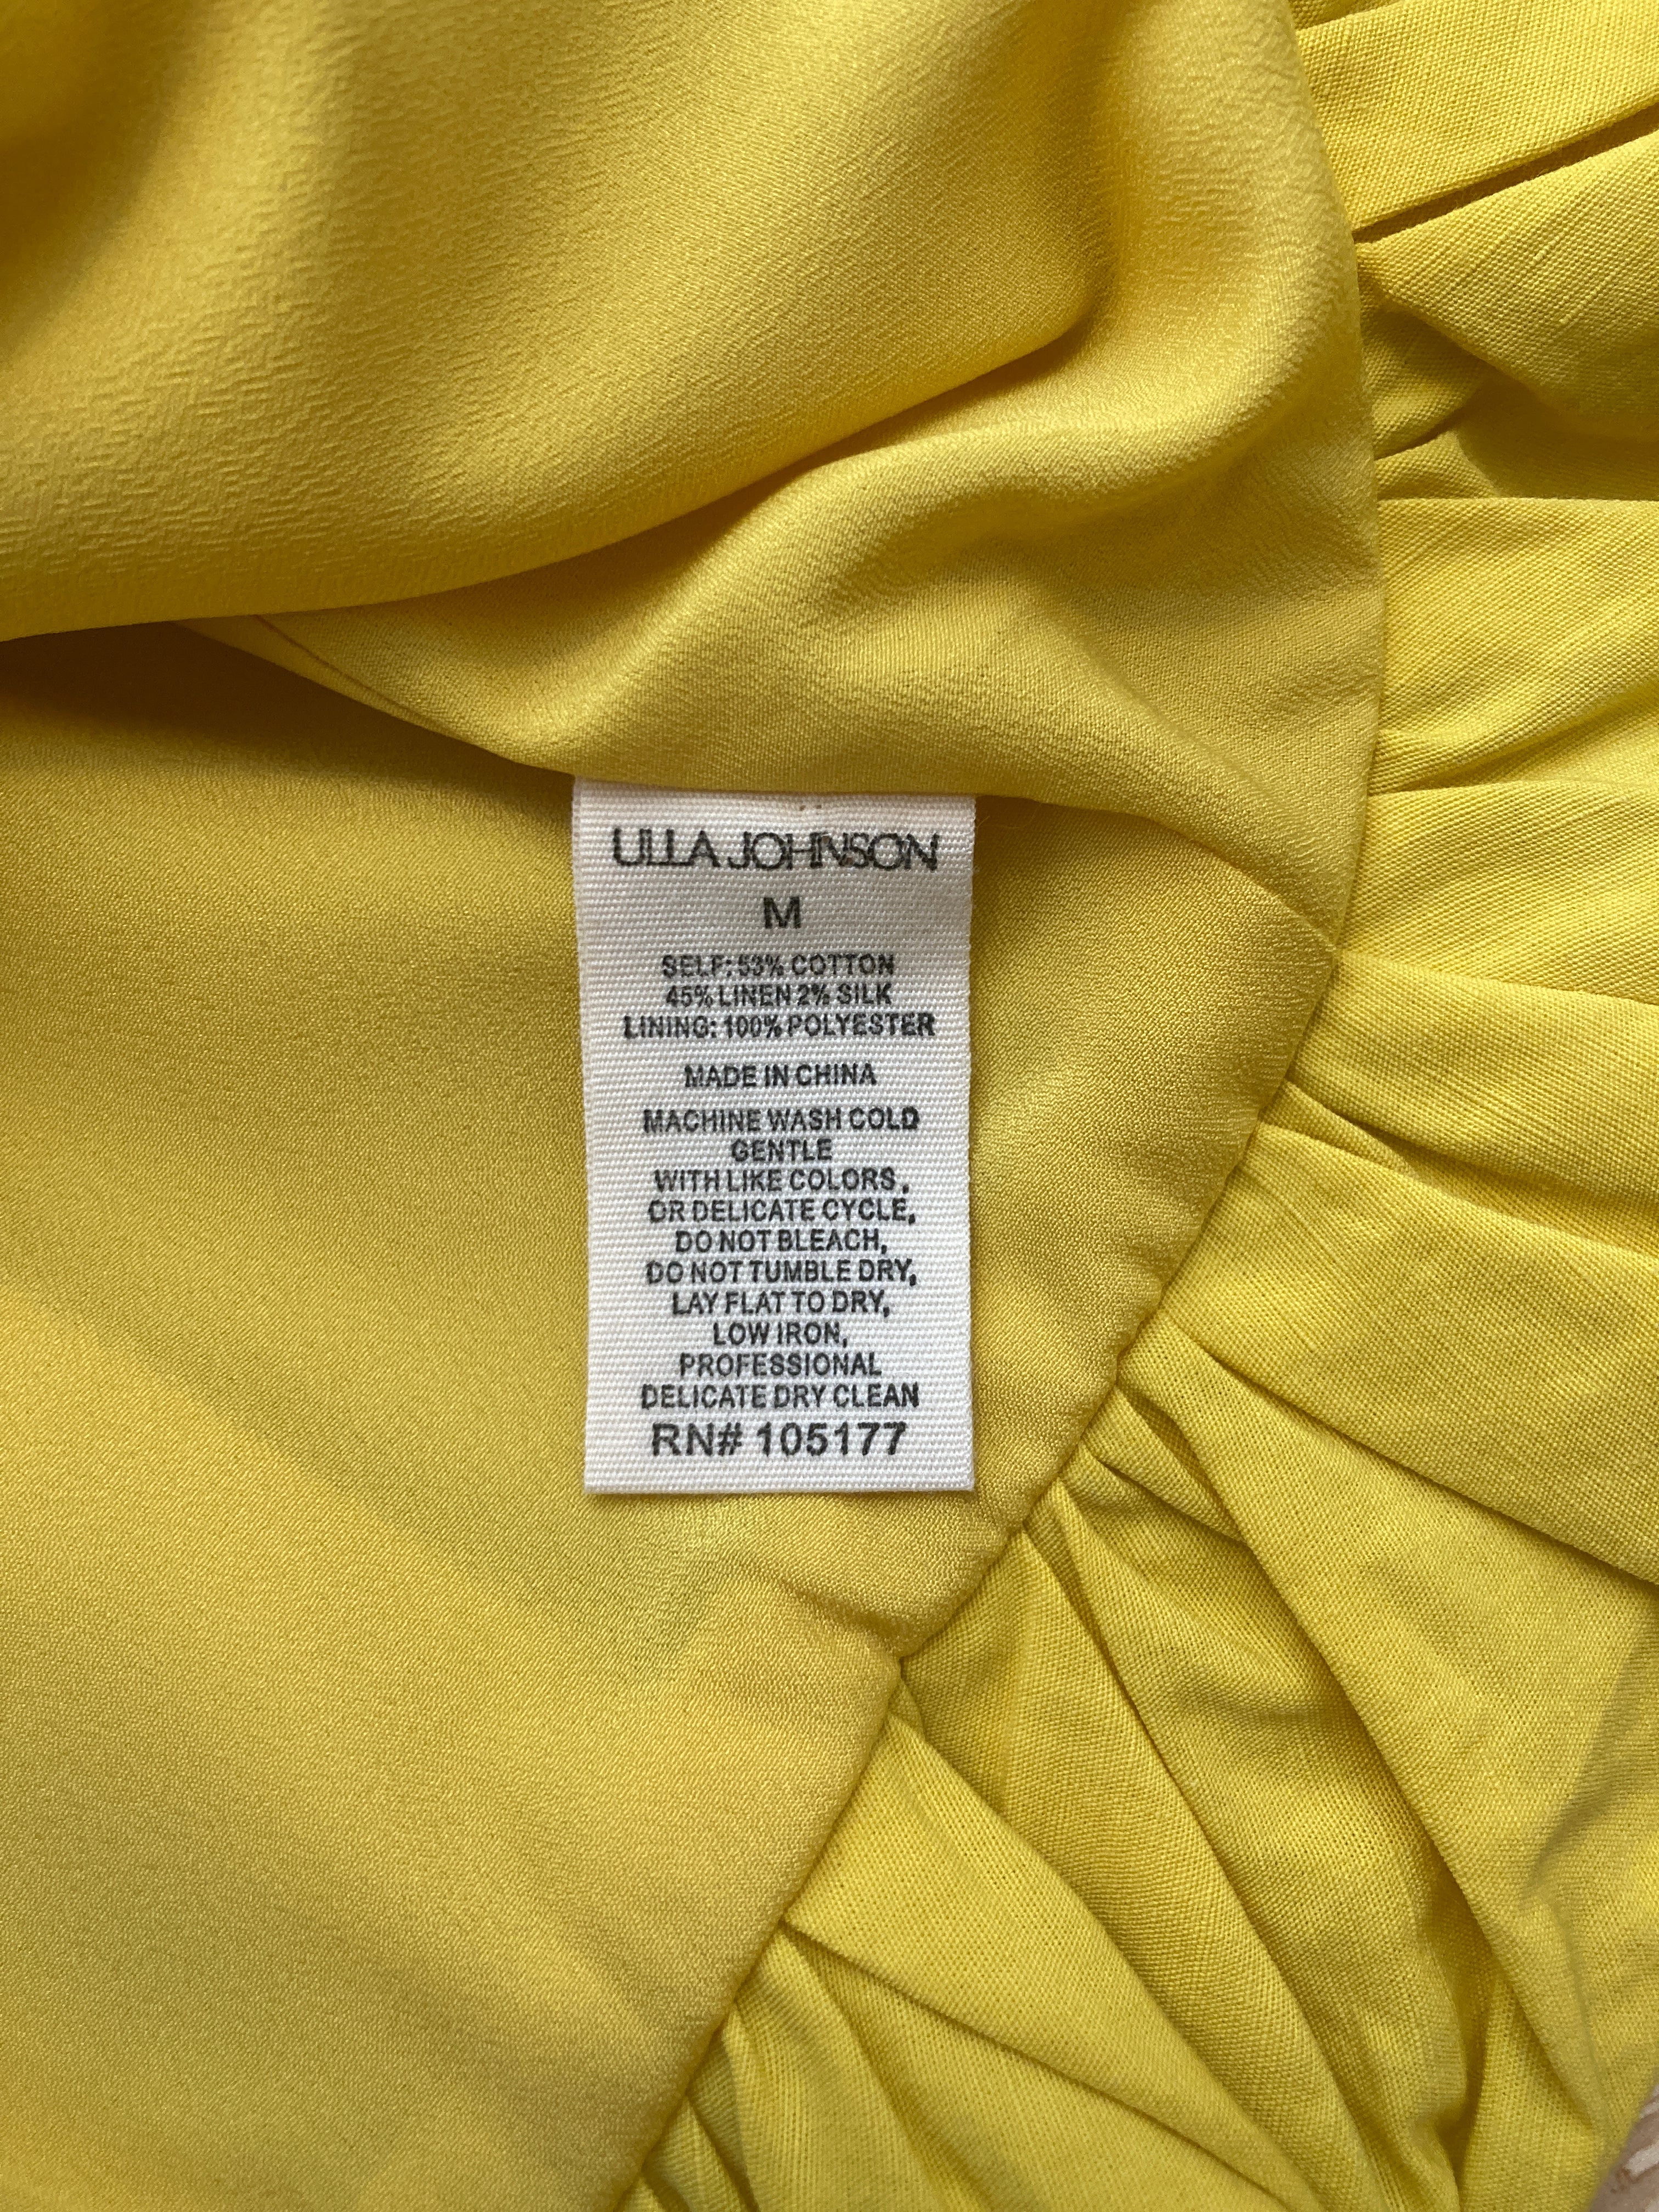 ULLA JOHNSON
M
SELF: 53% COTTON
45% LINEN 2% SILK
LINING: 100% POLYESTER
MADE IN CHINA
MACHINE WASH COLD
GENTLE
WITH LIKE COLORS,
OR DELICATE CYCLE,
DO NOT BLEACH,
DO NOT TUMBLE DRY,
LAY FLAT TO DRY,
LOW IRON,
PROFESSIONAL
DELICATE DRY CLEAN
RN# 105177